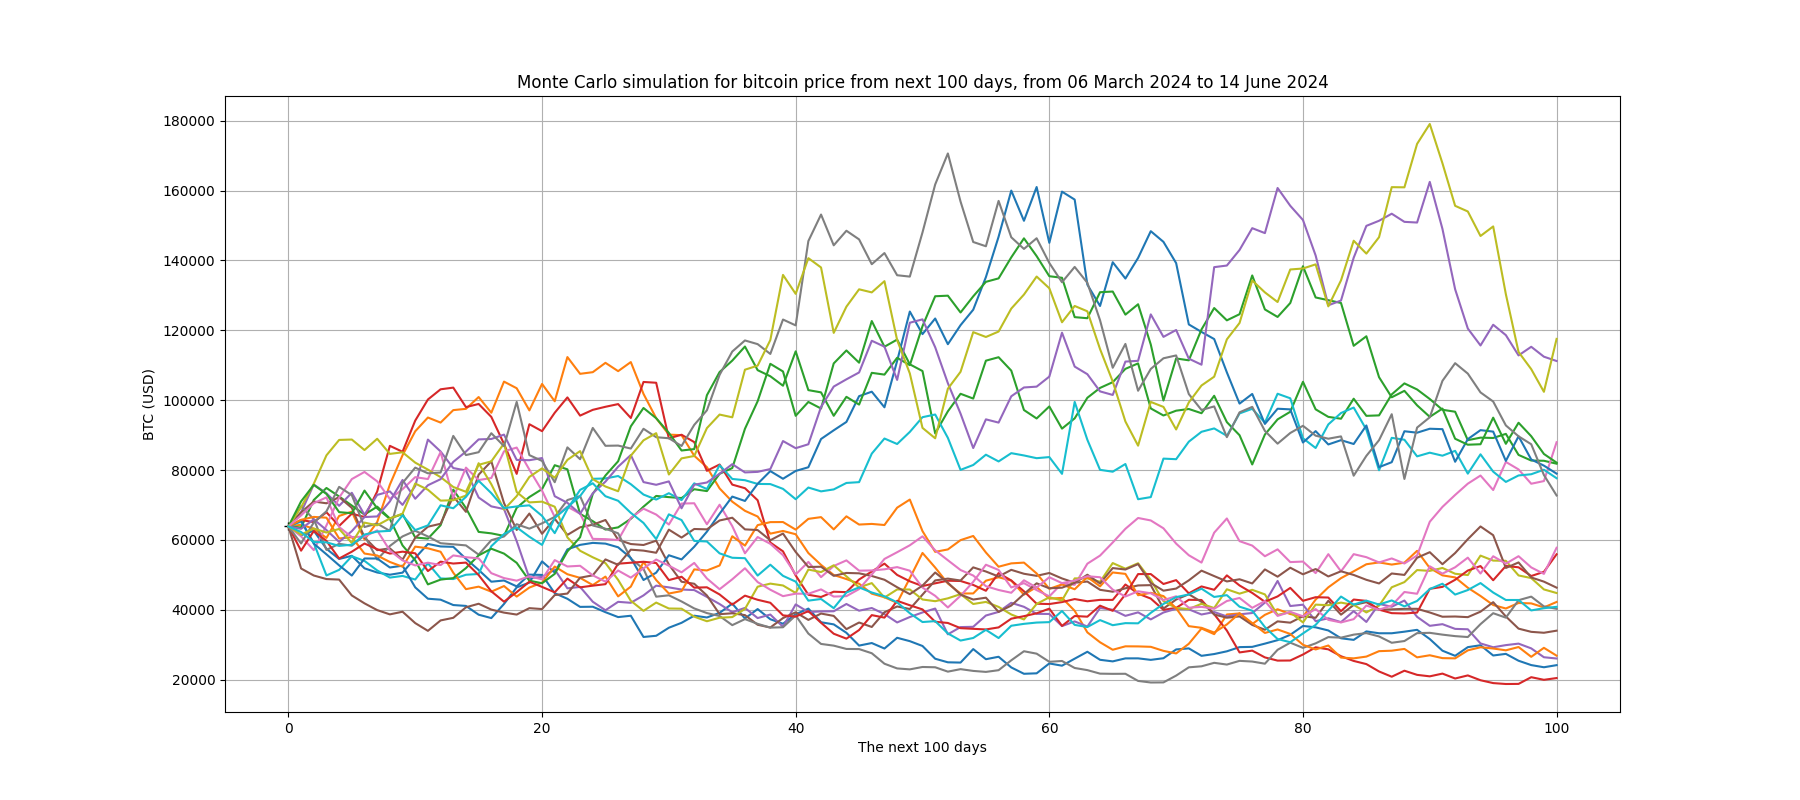 Monte Carlo simulation for bitcoin price from next 100 days, from 06 March 2024 to 14 June 2024
180000
160000
140000
120000
100000
80000
60000
40000
20000
BTC (USD)
0 20 40 60 80 100
The next 100 days